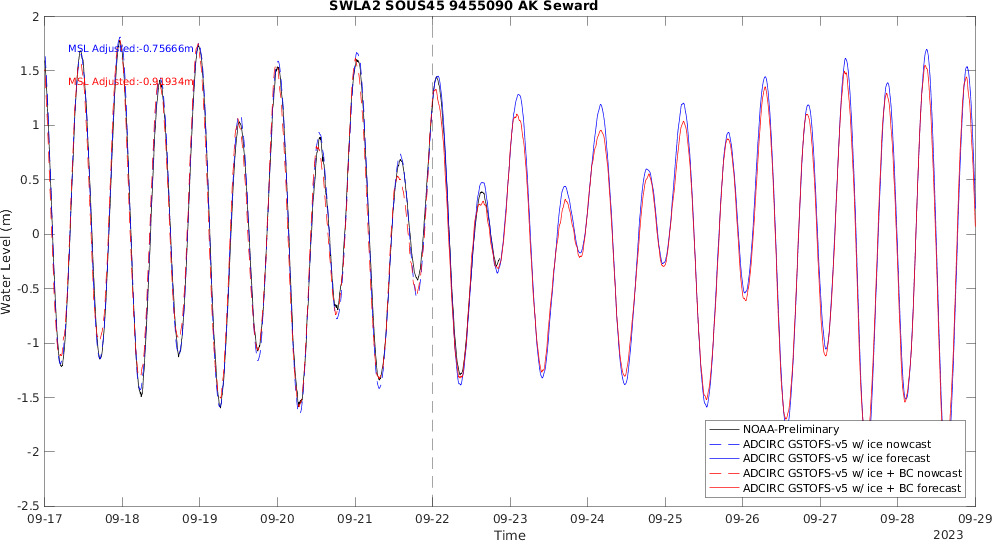 SWLA2 SOUS45 9455090 AK Seward
MSL Adjusted:-0.75666m
MSL Adjusted:-0.91934m
Water Level (m)
2
1.5
1
0.5
0
-0.5
-1
-1.5
-2
-2.5
NOAA-Preliminary
ADCIRC GSTOFS-v5 w/ ice nowcast
ADCIRC GSTOFS-v5 w/ ice forecast
ADCIRC GSTOFS-v5 w/ ice + BC nowcast
ADCIRC GSTOFS-v5 w/ ice + BC forecast
09-17 09-18 09-19 09-20 09-21 09-22 09-23 09-24 09-25 09-26 09-27 09-28 09-29
Time
2023